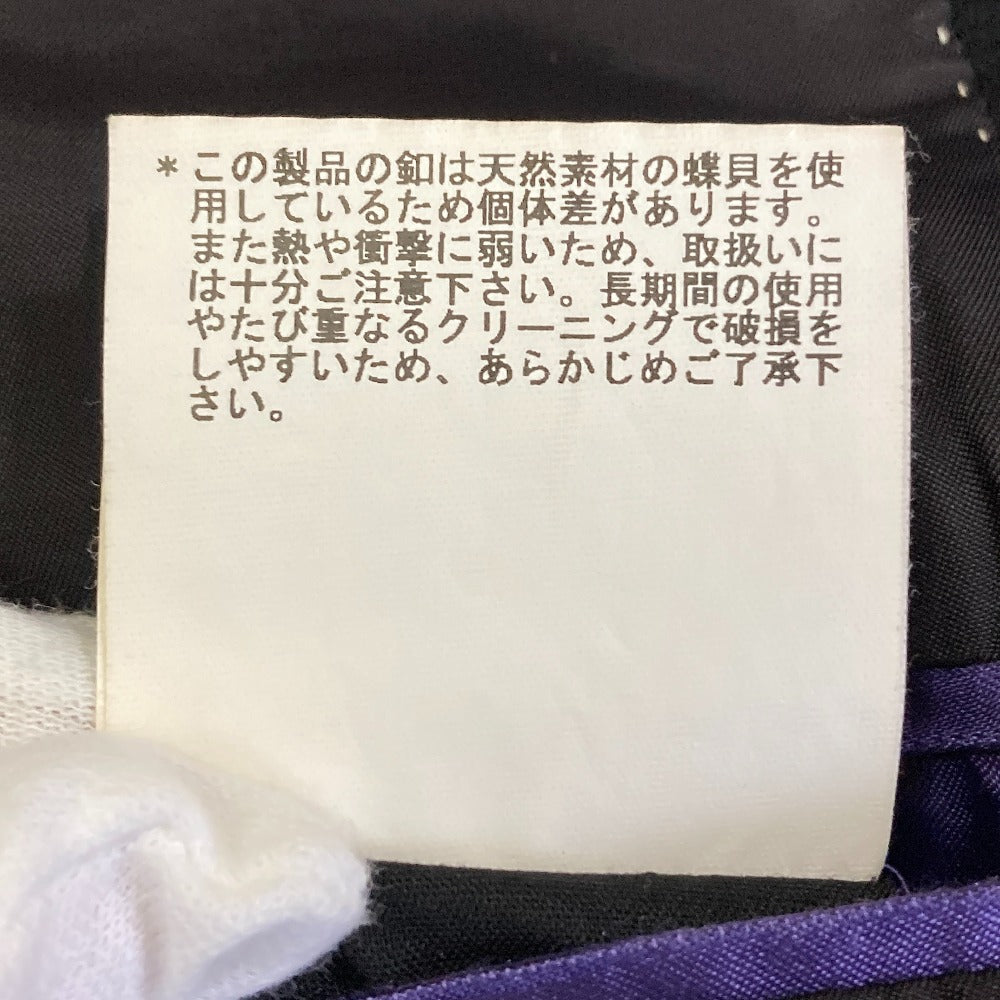 ＊この製品の釦は天然素材の蝶貝を使
用しているため個体差があります。
また熱や衝撃に弱いため、取扱いに
は十分ご注意下さい。長期間の使用
やたび重なるクリーニングで破損を
しやすいため、あらかじめご了承下
さい。